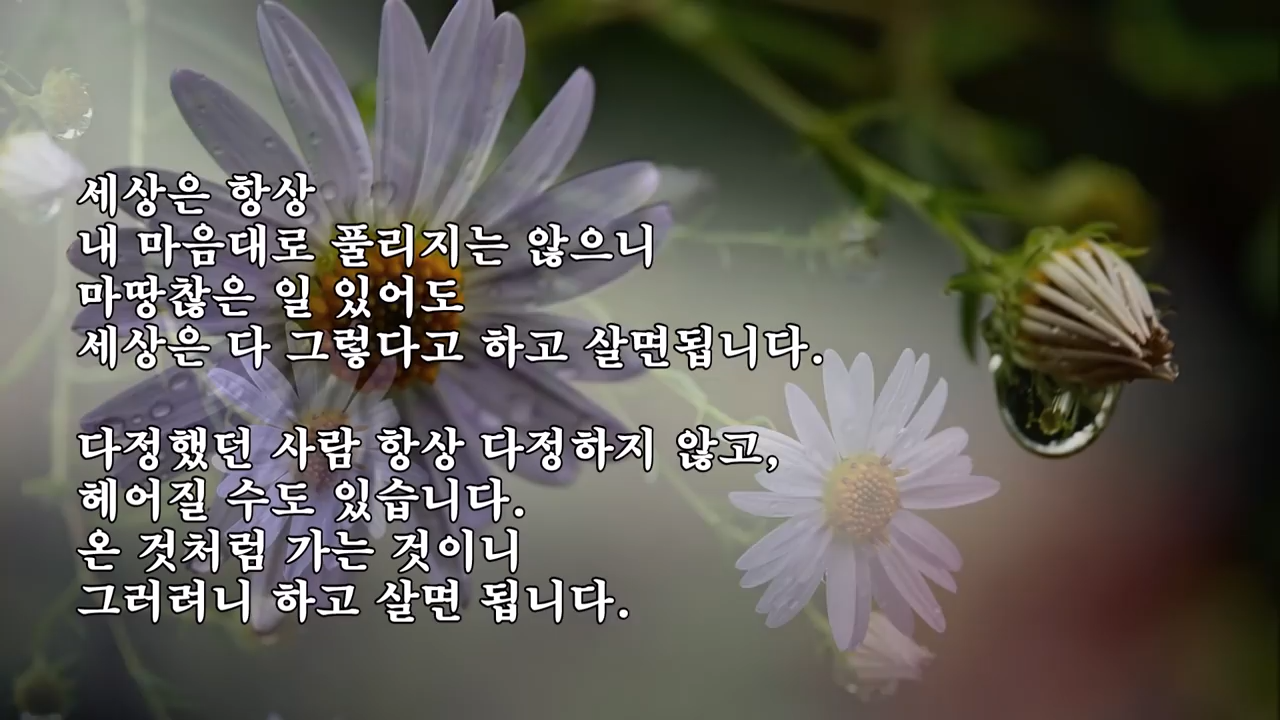 세상은 항상
내 마음대로 풀리지는 않으니
마땅찮은 일 있어도
세상은 다 그렇다고 하고 살면됩니다.
다정했던 사람 항상 다정하지 않고,
헤어질 수도 있습니다.
온 것처럼 가는 것이니
그러려니 하고 살면 됩니다.